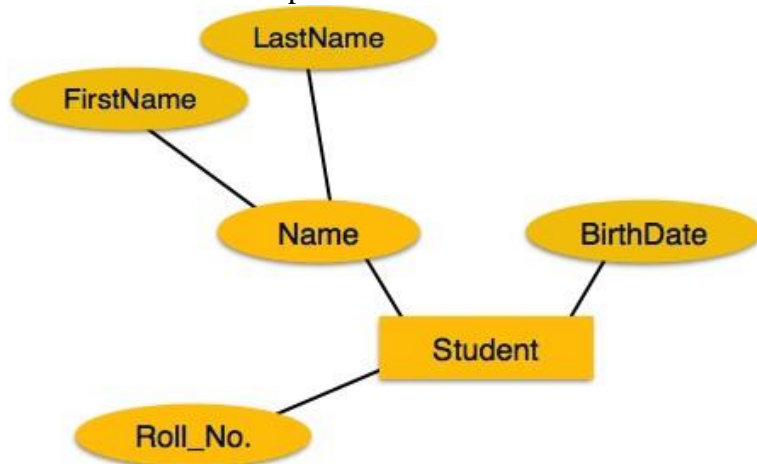 LastName
FirstName
Name
BirthDate
Student
Roll_No.